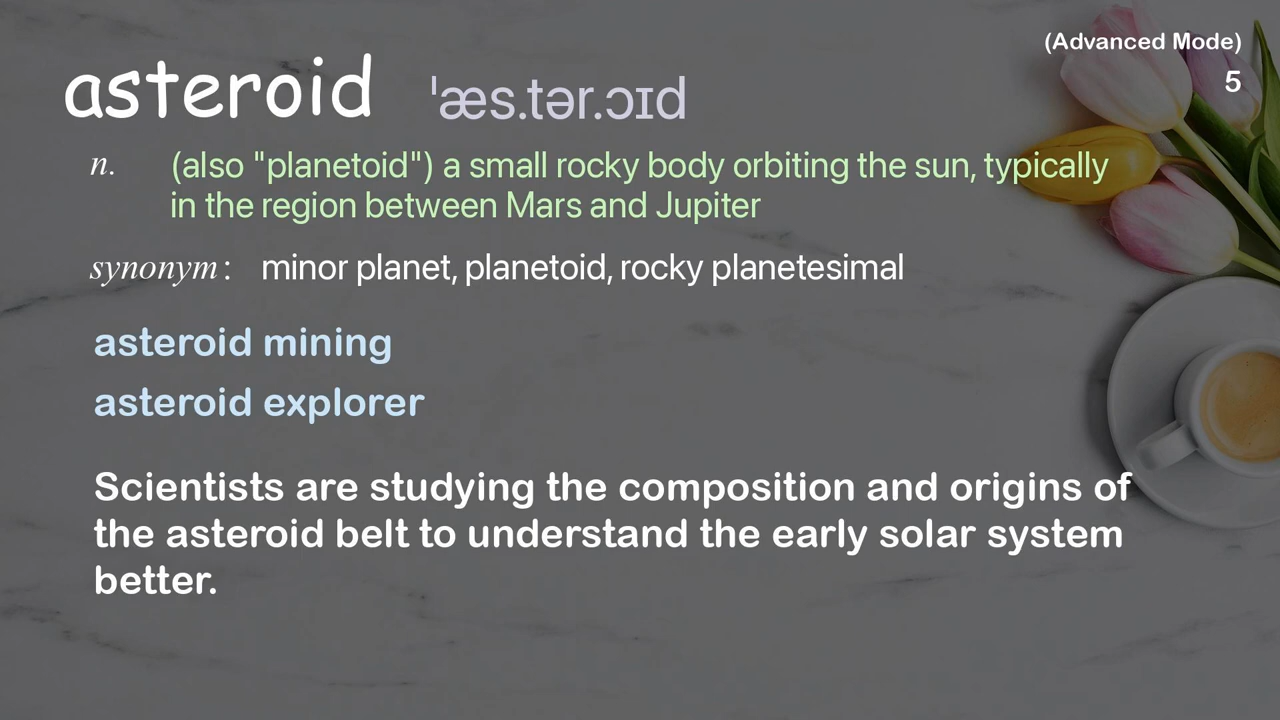 (Advanced Mode)
5
asteroid ˈæs.tər.ɔɪd
n. (also "planetoid") a small rocky body orbiting the sun, typically
in the region between Mars and Jupiter
synonym: minor planet, planetoid, rocky planetesimal
asteroid mining
asteroid explorer
Scientists are studying the composition and origins of
the asteroid belt to understand the early solar system
better.